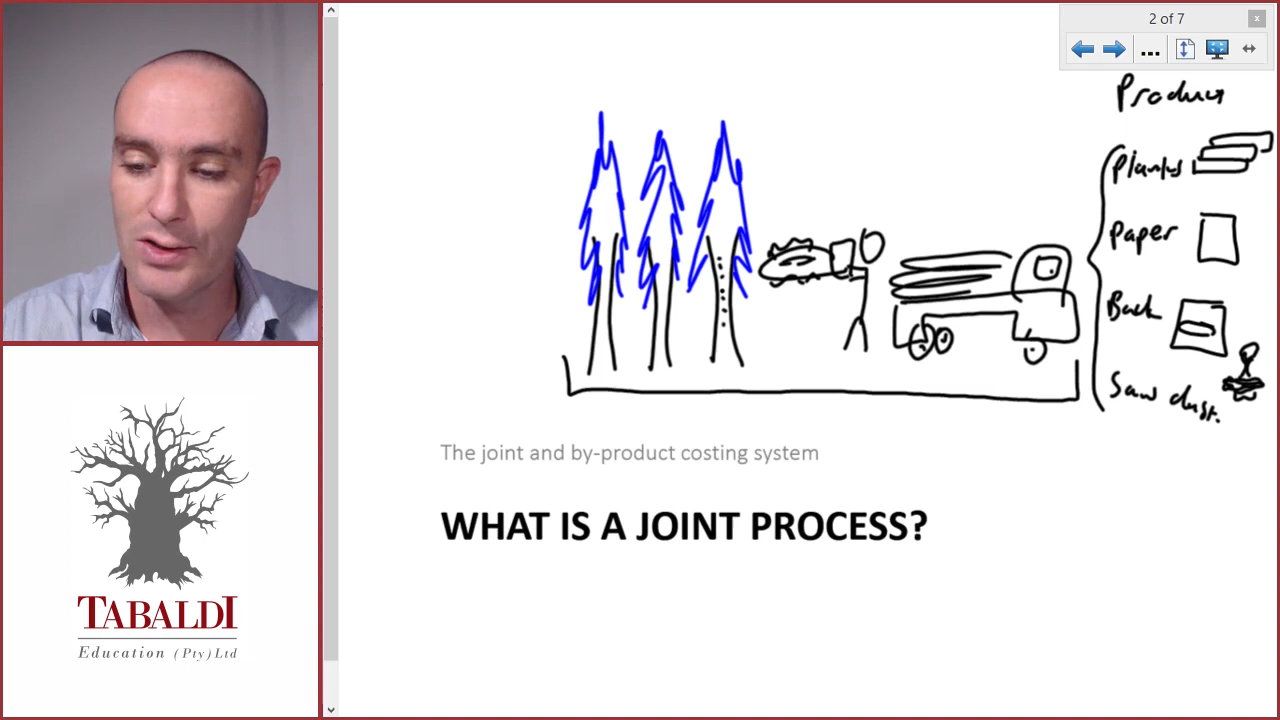 2 of 7
x
Product
Planks
Paper
Bark
Saw dust.
The joint and by-product costing system
WHAT IS A JOINT PROCESS?
TABALDI
Education (Pty) Ltd